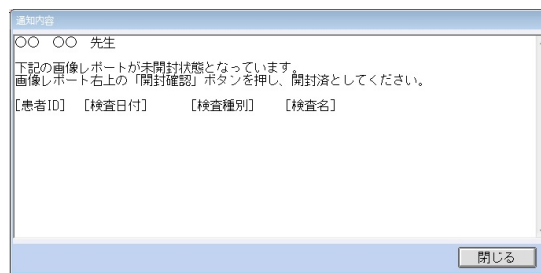 通知内容
○○ ○○ 先生
下記の画像レポートが未開封状態となっています。
画像レポート右上の「開封確認」ボタンを押し、開封済としてください。
[患者ID] [検査日付] [検査種別] [検査名]
閉じる